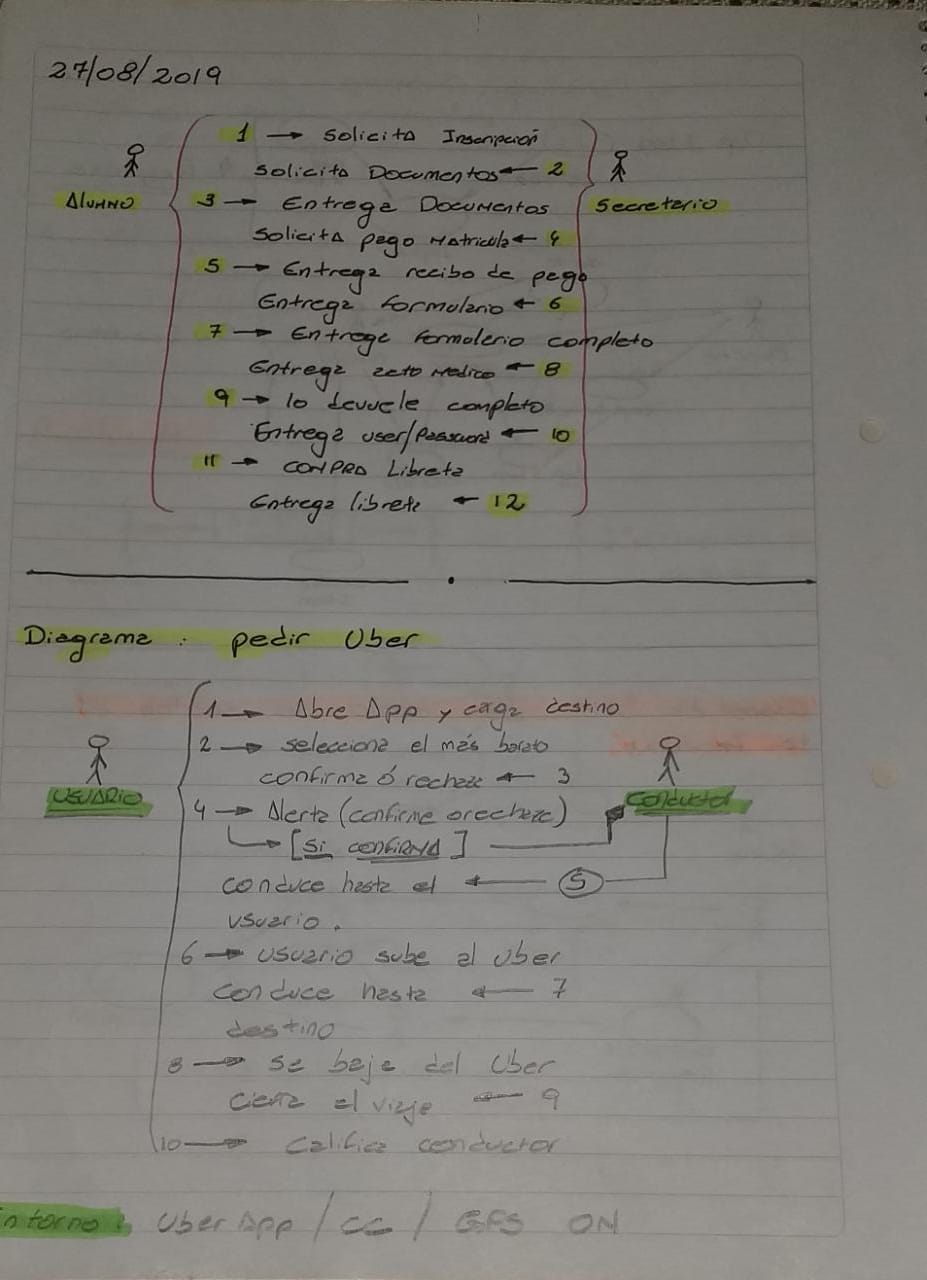 27/08/2019
1 → Solicita Inscripción
Solicita Documentos ← 2
Alumno 3 → Entrega Documentos Secretario
Solicita pago Matricula ← 4
5 → Entrega recibo de pago
Entrega formulario ← 6
7 → Entrega formulario completo
Entrega acto Medico ← 8
9 → lo devuele completo
Entrega user/Password ← 10
11 → COMPRA Libreta
Entrega libreta ← 12
Diagrama : pedir Uber
1 → Abre App y caga destino
2 → selecciona el más barato
confirma ó rechaza ← 3
USUARIO 4 → Alerta (confirme o rechaze) Conductor
→ [Si CONFIRMA]
conduce hasta el ← 5
usuario.
6 → usuario sube al Uber
conduce hasta ← 7
destino
8 → se baja del Uber
cierra el viaje ← 9
10 → Califica conductor
ntorno: Uber App / CC / GPS ON